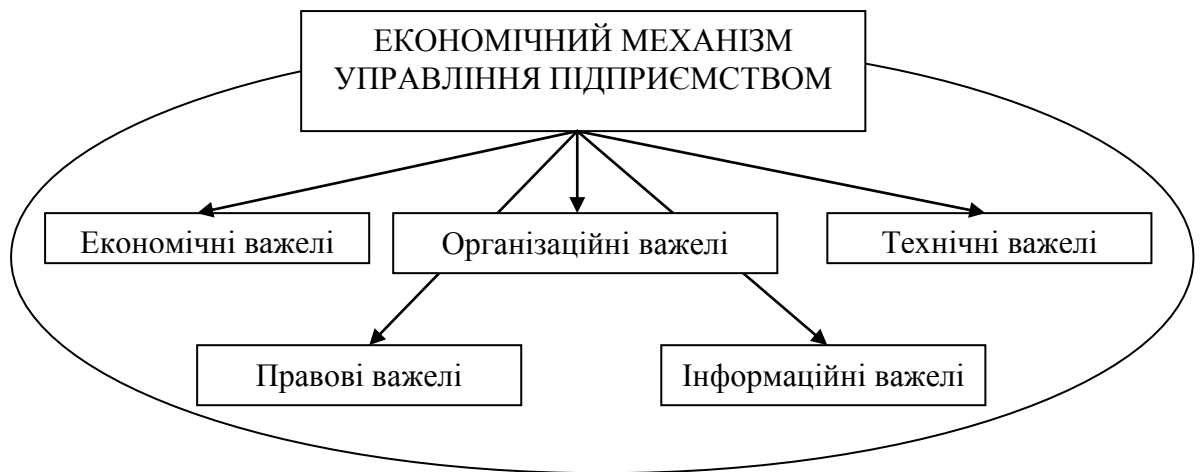 ЕКОНОМІЧНИЙ МЕХАНІЗМ
УПРАВЛІННЯ ПІДПРИЄМСТВОМ
Економічні важелі
Організаційні важелі
Технічні важелі
Правові важелі
Інформаційні важелі